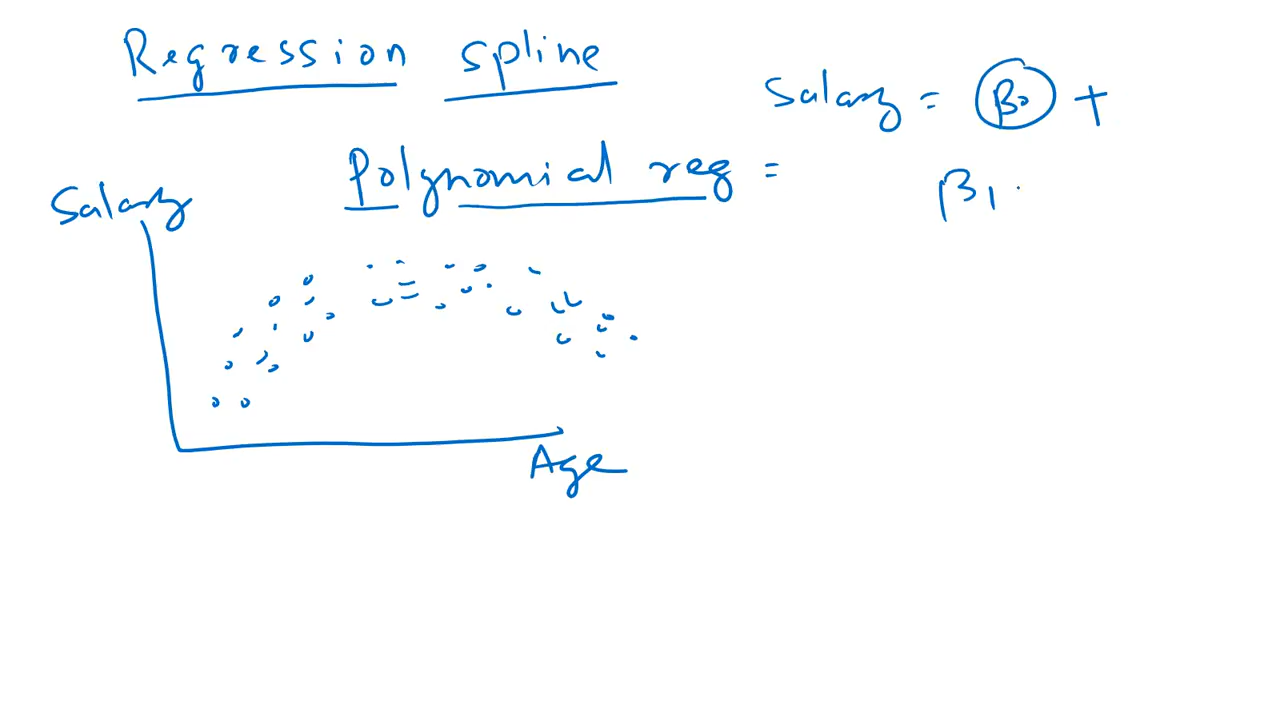 Regression spline
Salary = β0 +
Polynomial reg =
β1 .
Salary
Age